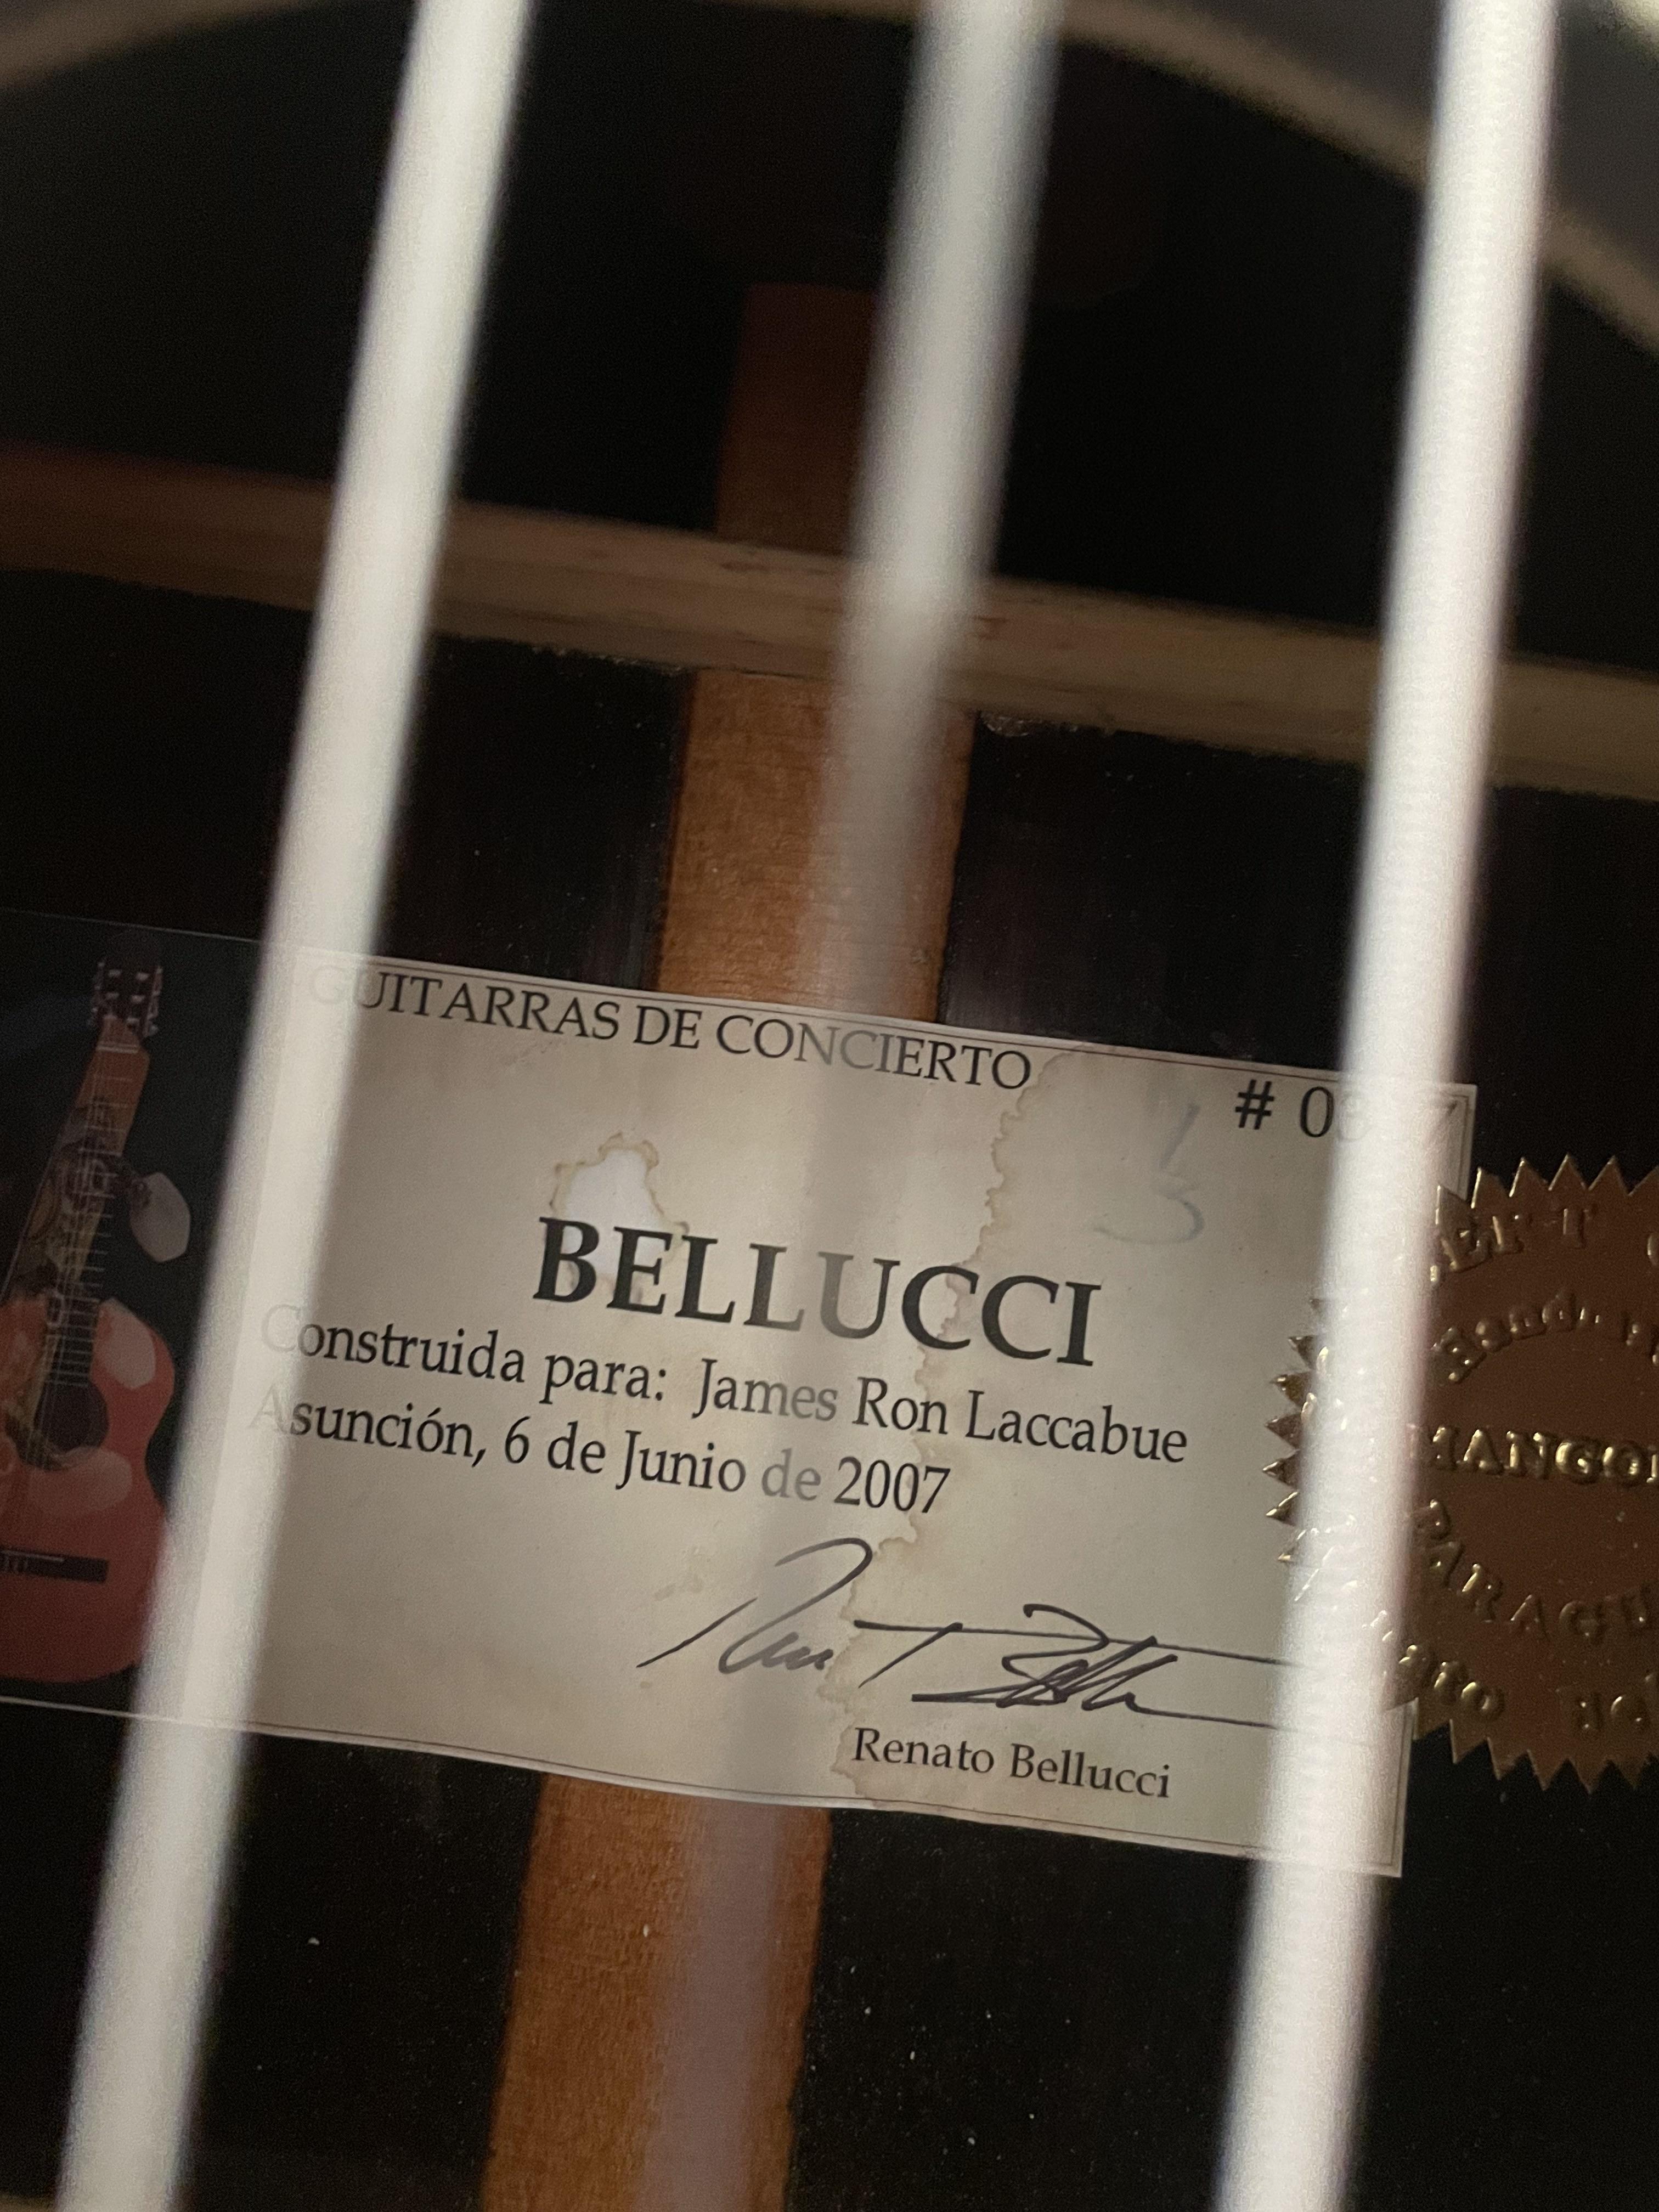 GUITARRAS DE CONCIERTO
BELLUCCI
Construida para: James Ron Laccabue
Asunción, 6 de Junio de 2007
Renato Bellucci